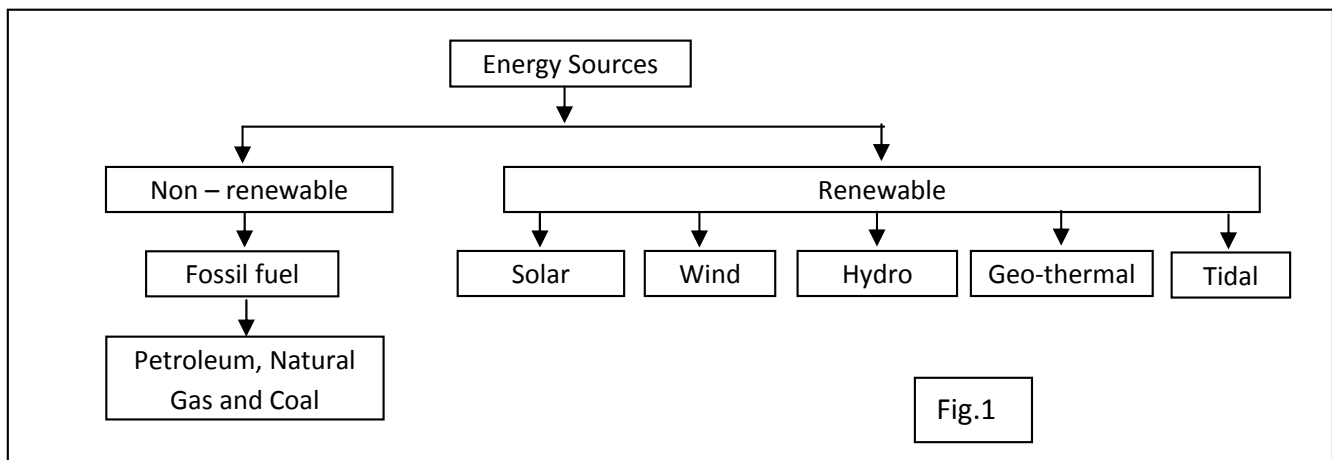 Energy Sources
Non – renewable
Renewable
Fossil fuel
Solar
Wind
Hydro
Geo-thermal
Tidal
Petroleum, Natural
Gas and Coal
Fig.1